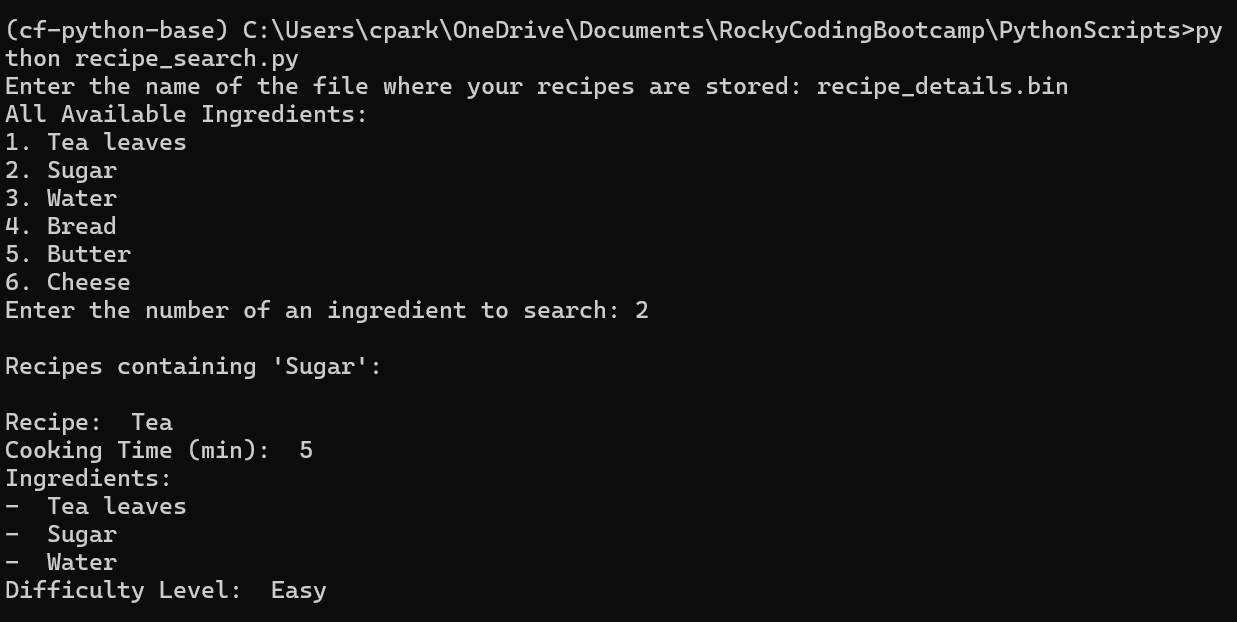 (cf-python-base) C:\Users\cpark\OneDrive\Documents\RockyCodingBootcamp\PythonScripts>py
thon recipe_search.py
Enter the name of the file where your recipes are stored: recipe_details.bin
All Available Ingredients:
1. Tea leaves
2. Sugar
3. Water
4. Bread
5. Butter
6. Cheese
Enter the number of an ingredient to search: 2
Recipes containing 'Sugar':
Recipe:  Tea
Cooking Time (min):  5
Ingredients:
-  Tea leaves
-  Sugar
-  Water
Difficulty Level:  Easy